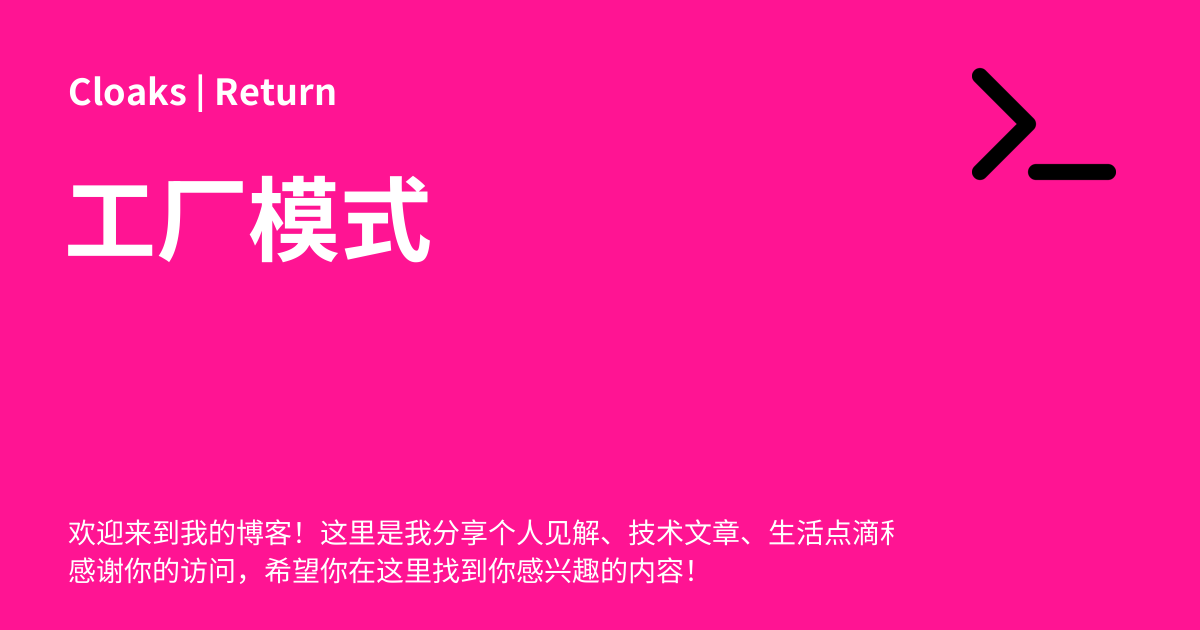 Cloaks | Return
工厂模式
欢迎来到我的博客！这里是我分享个人见解、技术文章、生活点滴
感谢你的访问，希望你在这里找到你感兴趣的内容！